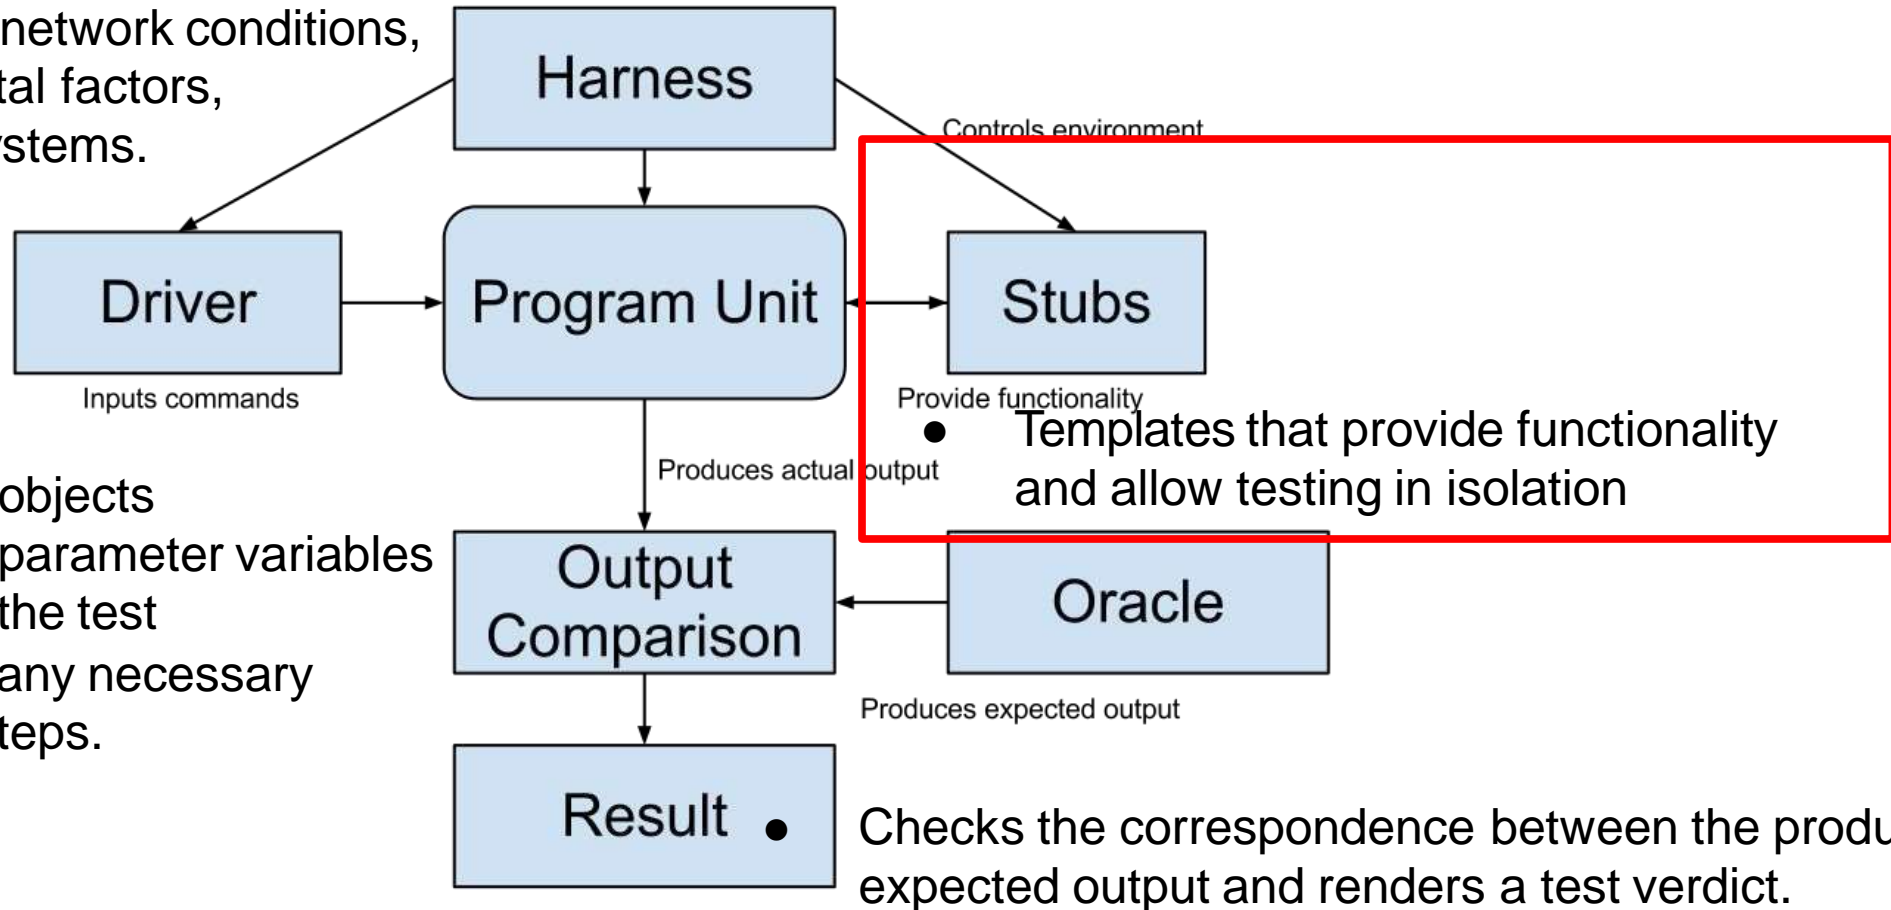 network conditions,
tal factors,
ystems.
Harness
Controls environment
Driver
Program Unit
Stubs
Inputs commands
Provide functionality
● Templates that provide functionality
and allow testing in isolation
Produces actual output
objects
parameter variables
the test
any necessary
teps.
Output
Comparison
Oracle
Produces expected output
Result
● Checks the correspondence between the produ
expected output and renders a test verdict.